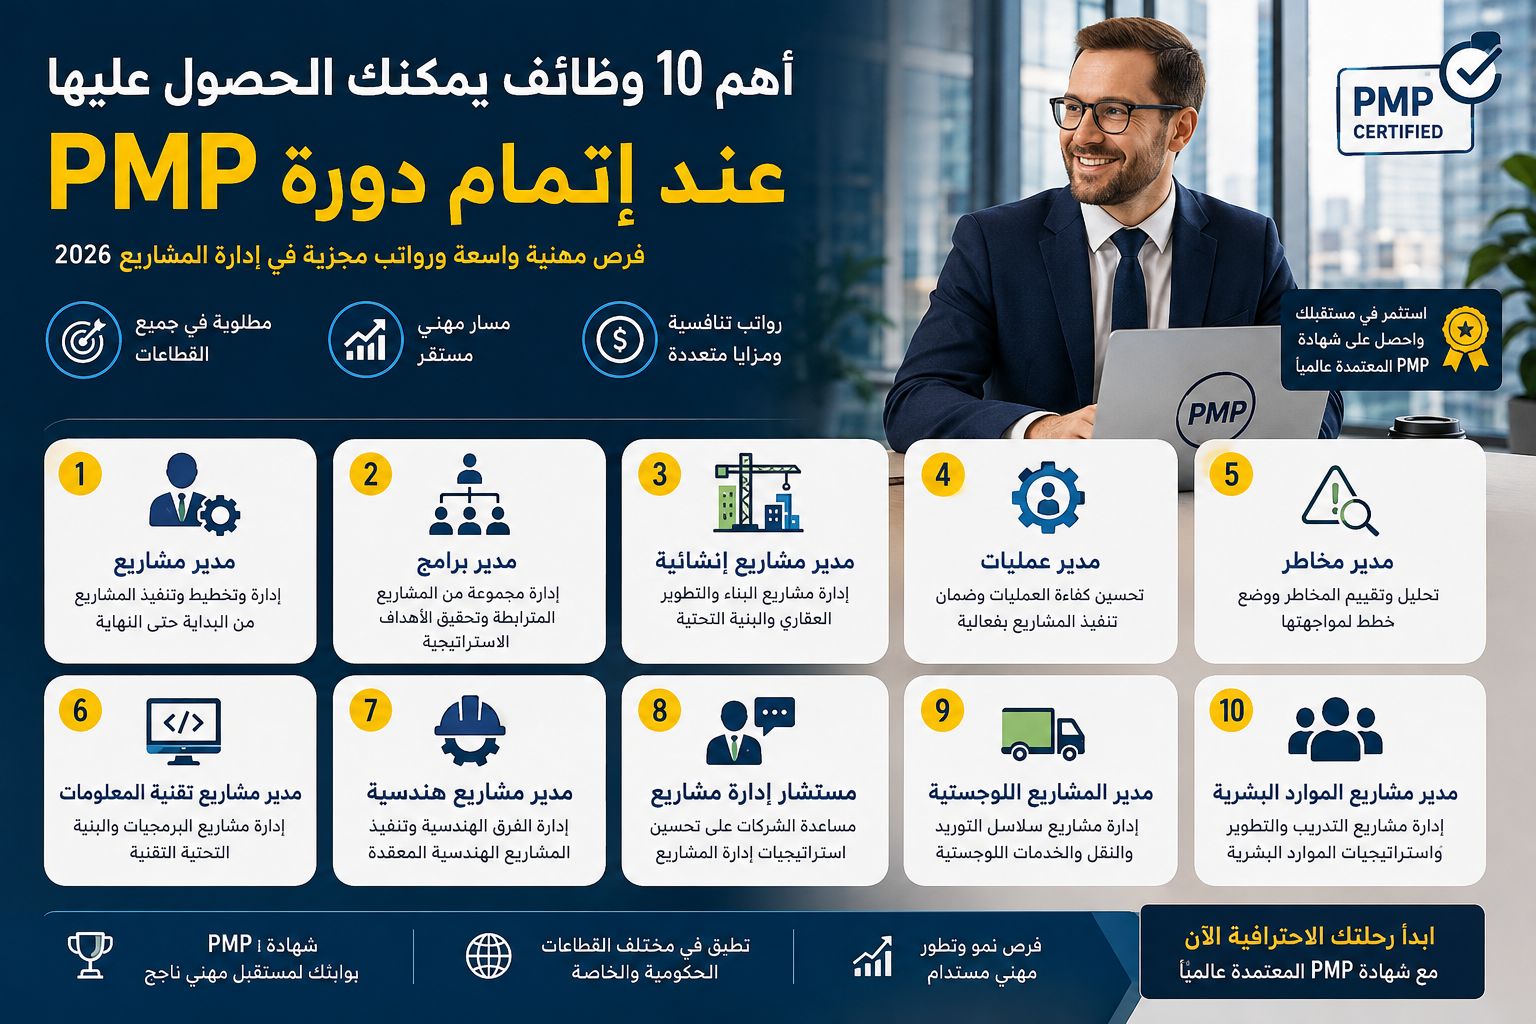 أهم 10 وظائف يمكنك الحصول عليها
عند إتمام دورة PMP
فرص مهنية واسعة ورواتب مجزية في إدارة المشاريع 2026
رواتب تنافسية
ومزايا متعددة
مسار مهني
مستقر
مطلوية في جميع
القطاعات
PMP
CERTIFIED
استثمر في مستقبلك
واحصل على شهادة
PMP المعتمدة عالمياً
PMP
1
مدير مشاريع
إدارة وتخطيط وتنفيذ المشاريع
من البداية حتى النهاية
2
مدير برامج
إدارة مجموعة من المشاريع
المترابطة وتحقيق الأهداف
الاستراتيجية
3
مدير مشاريع إنشائية
إدارة مشاريع البناء والتطوير
العقاري والبنية التحتية
4
مدير عمليات
تحسين كفاءة العمليات وضمان
تنفيذ المشاريع بفعالية
5
مدير مخاطر
تحليل وتقييم المخاطر ووضع
خطط لمواجهتها
6
مدير مشاريع تقنية المعلومات
إدارة مشاريع البرمجيات والبنية
التحتية التقنية
7
مدير مشاريع هندسية
إدارة الفرق الهندسية وتنفيذ
المشاريع الهندسية المعقدة
8
مستشار إدارة مشاريع
مساعدة الشركات على تحسين
استراتيجيات إدارة المشاريع
9
مدير المشاريع اللوجستية
إدارة مشاريع سلاسل التوريد
والنقل والخدمات اللوجستية
10
مدير مشاريع الموارد البشرية
إدارة مشاريع التدريب والتطوير
واستراتيجيات الموارد البشرية
شهادة PMP
بوابتك لمستقبل مهني ناجح
تطبق في مختلف القطاعات
الحكومية والخاصة
فرص نمو وتطور
مهني مستدام
ابدأ رحلتك الاحترافية الآن
مع شهادة PMP المعتمدة عالميًا